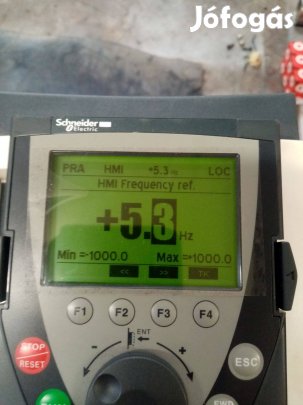 Jófogás
Schneider
Electric
PRA HMI +5.3 Hz LOC
HMI Frequency ref.
+5.3 Hz
Min =-1000.0 Max =+1000.0
<< >> T/K
F1 F2 F3 F4
STOP
RESET
ENT
- +
ESC
FWD